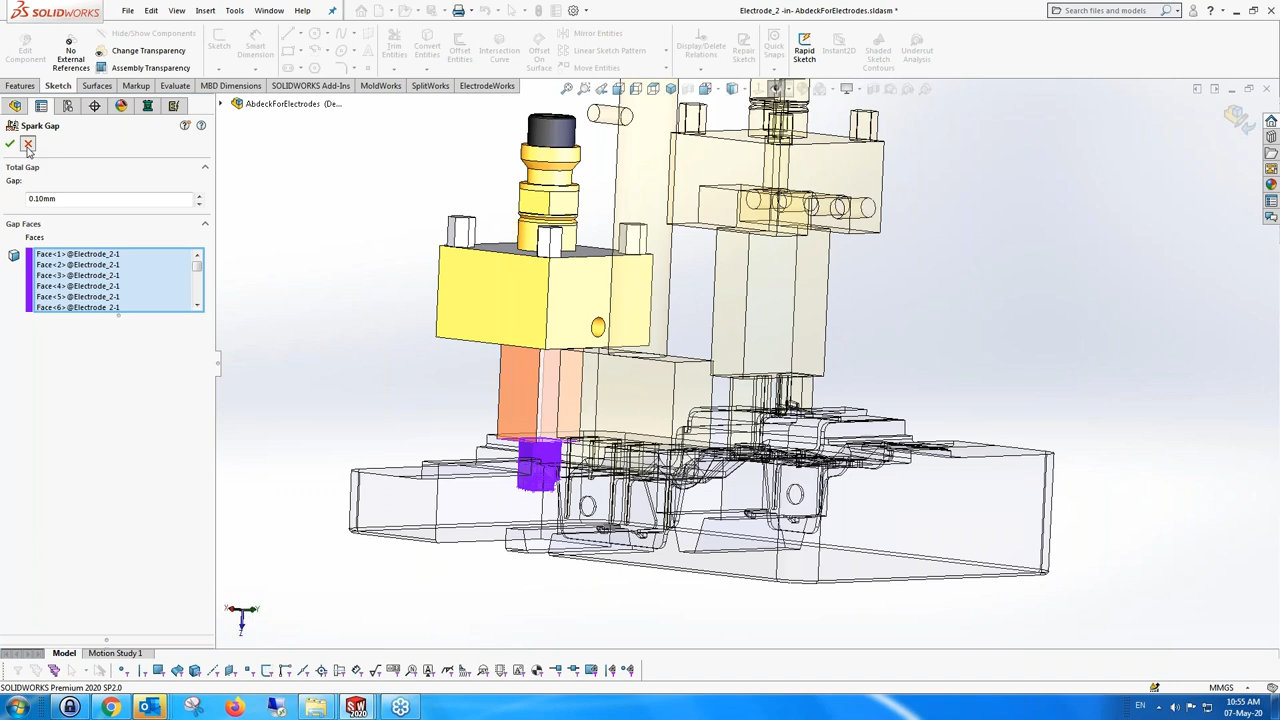 SOLIDWORKS
File Edit View Insert Tools Window Help
Electrode_2 -in- AbdeckForElectrodes.sldasm *
Search files and models
Edit Component
No External References
Hide/Show Components
Change Transparency
Assembly Transparency
Sketch
Smart Dimension
Trim Entities
Convert Entities
Offset Entities
Intersection Curve
Offset On Surface
Mirror Entities
Linear Sketch Pattern
Move Entities
Display/Delete Relations
Repair Sketch
Quick Snaps
Rapid Sketch
Instant2D
Shaded Sketch Contours
Undercut Analysis
Features Sketch Surfaces Markup Evaluate MBD Dimensions SOLIDWORKS Add-Ins MoldWorks SplitWorks ElectrodeWorks
AbdeckForElectrodes (De...
Spark Gap
Total Gap
Gap:
0.10mm
Gap Faces
Faces
Face<1> @Electrode_2-1
Face<2> @Electrode_2-1
Face<3> @Electrode_2-1
Face<4> @Electrode_2-1
Face<5> @Electrode_2-1
Face<6> @Electrode_2-1
Z
Model Motion Study 1
SOLIDWORKS Premium 2020 SP2.0
MMGS
EN
10:55 AM
07-May-20